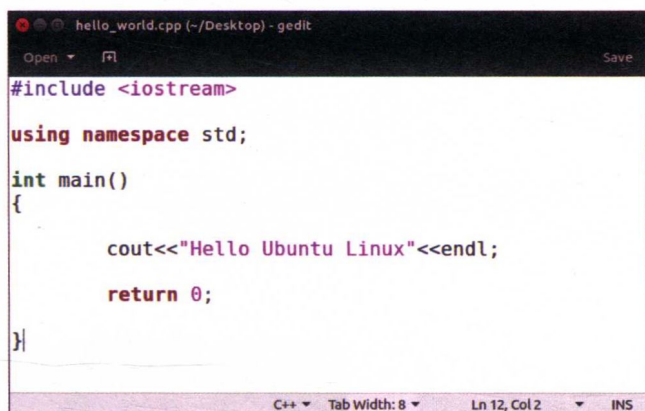 hello_world.cpp (~/Desktop) - gedit
Open Save
#include <iostream>
using namespace std;
int main()
{
cout<<"Hello Ubuntu Linux"<<endl;
return 0;
}
C++ Tab Width: 8 Ln 12, Col 2 INS